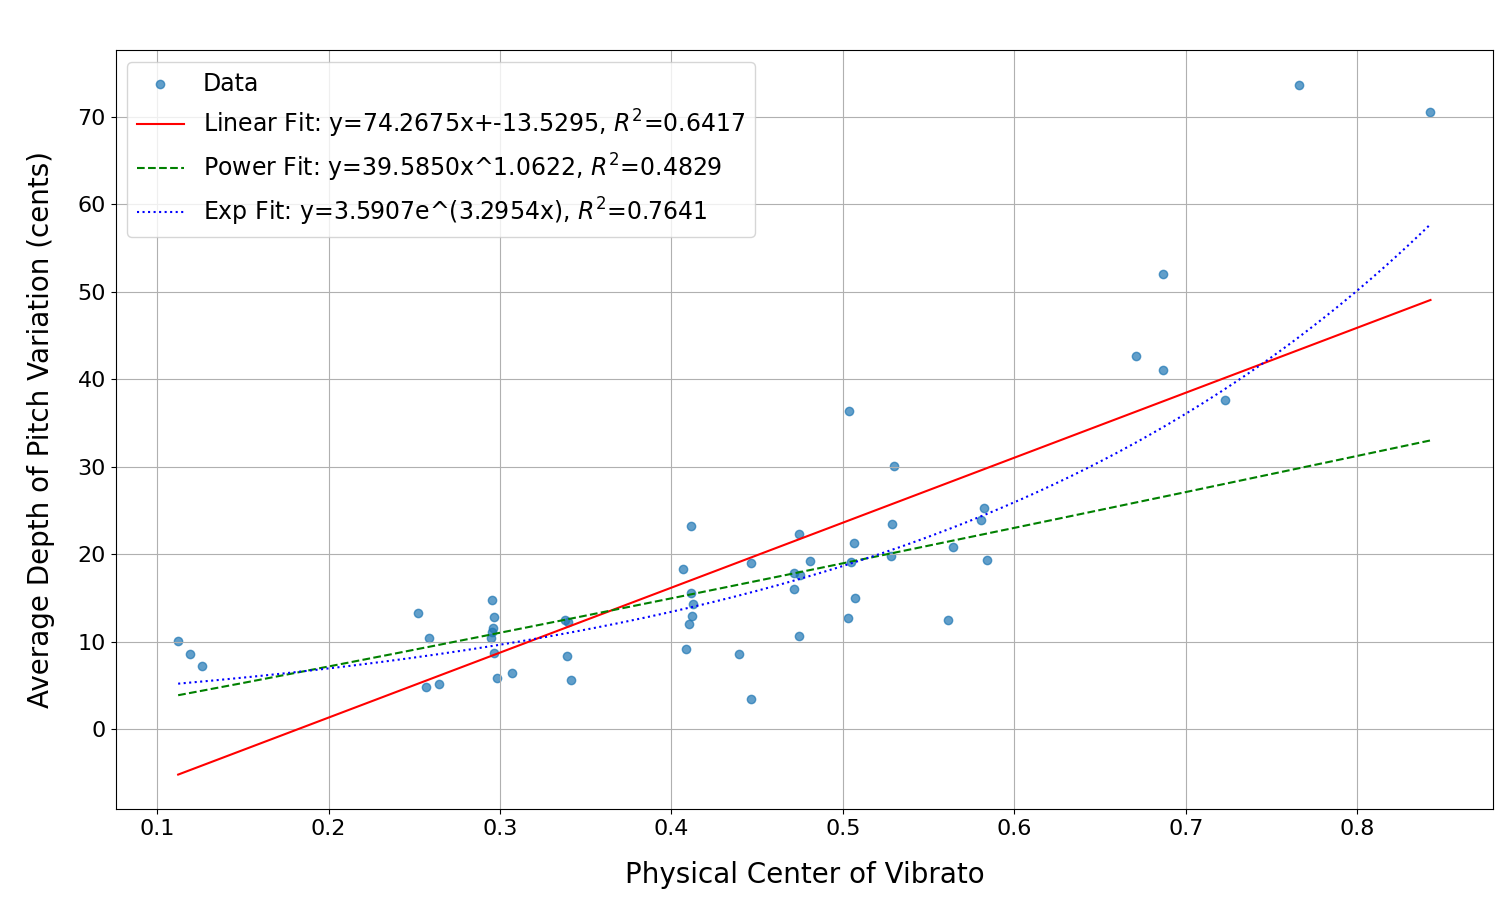 Data
Linear Fit: y=74.2675x+-13.5295, R²=0.6417
Power Fit: y=39.5850x^1.0622, R²=0.4829
Exp Fit: y=3.5907e^(3.2954x), R²=0.7641
Average Depth of Pitch Variation (cents)
70
60
50
40
30
20
10
0
0.1 0.2 0.3 0.4 0.5 0.6 0.7 0.8
Physical Center of Vibrato